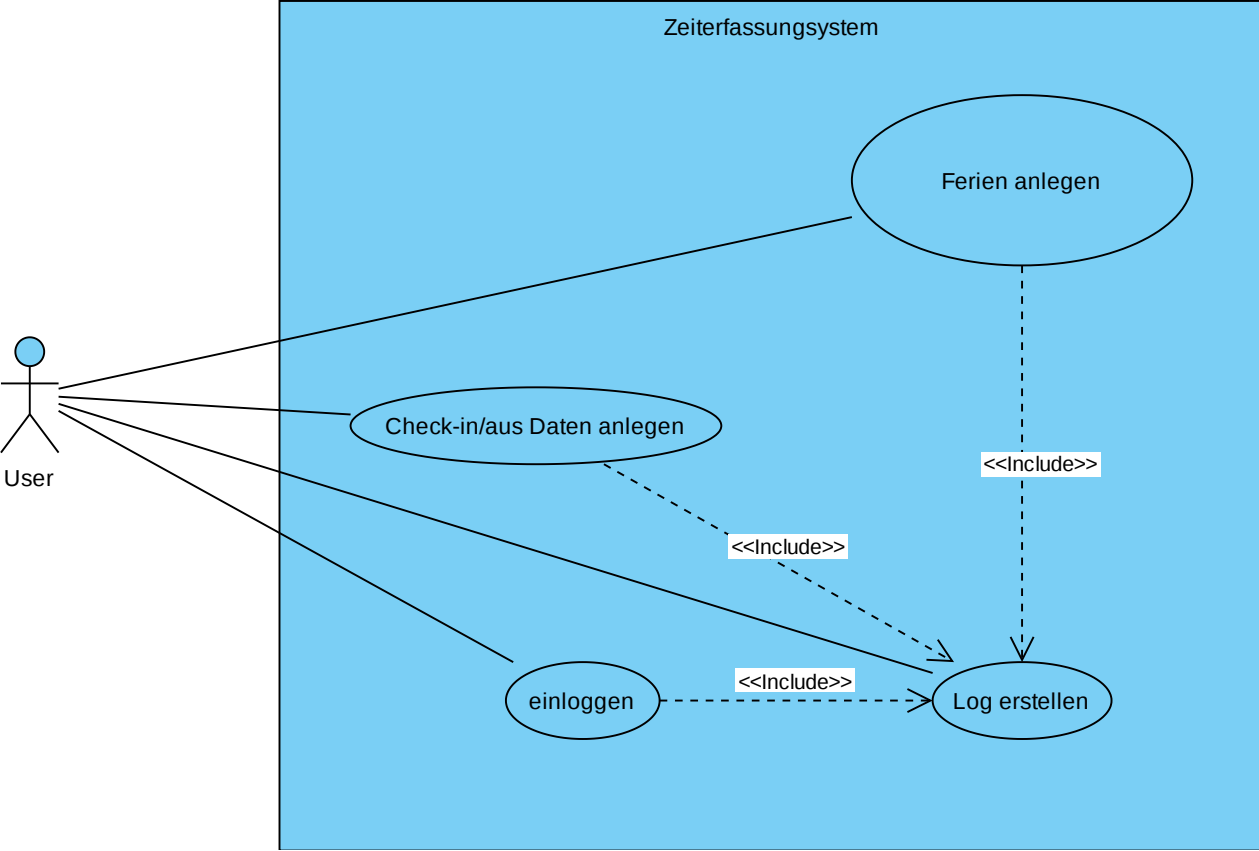 Zeiterfassungsystem
Ferien anlegen
Check-in/aus Daten anlegen
<<Include>>
User
<<Include>>
<<Include>>
einloggen
Log erstellen